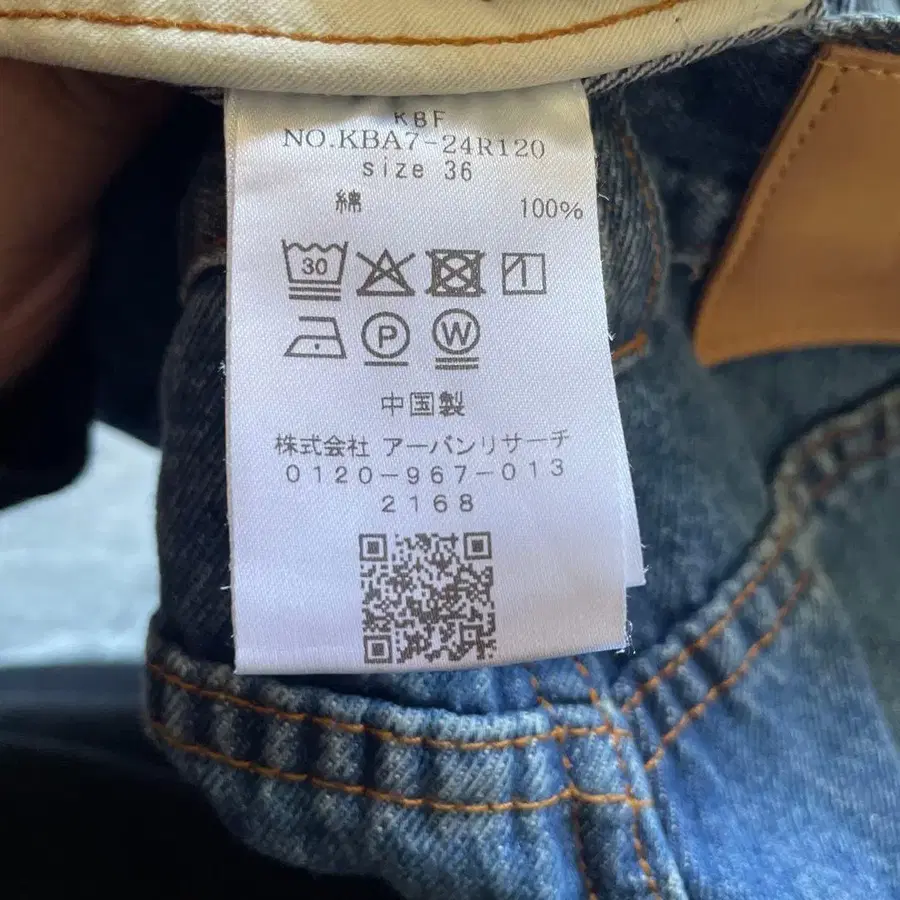 KBF
NO.KBA7-24R120
size 36
綿 100%
30
P W
中国製
株式会社 アーバンリサーチ
0120-967-013
2168